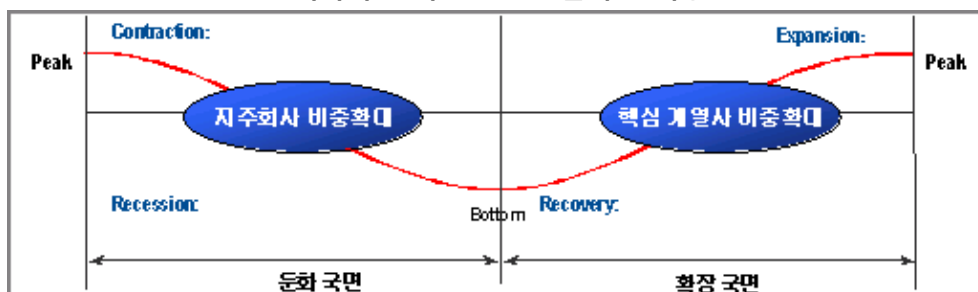 Contraction:
Expansion:
Peak
Peak
지주회사 비중확대
핵심 계열사 비중확대
Recession:
Bottom
Recovery:
둔화 국면
확장 국면